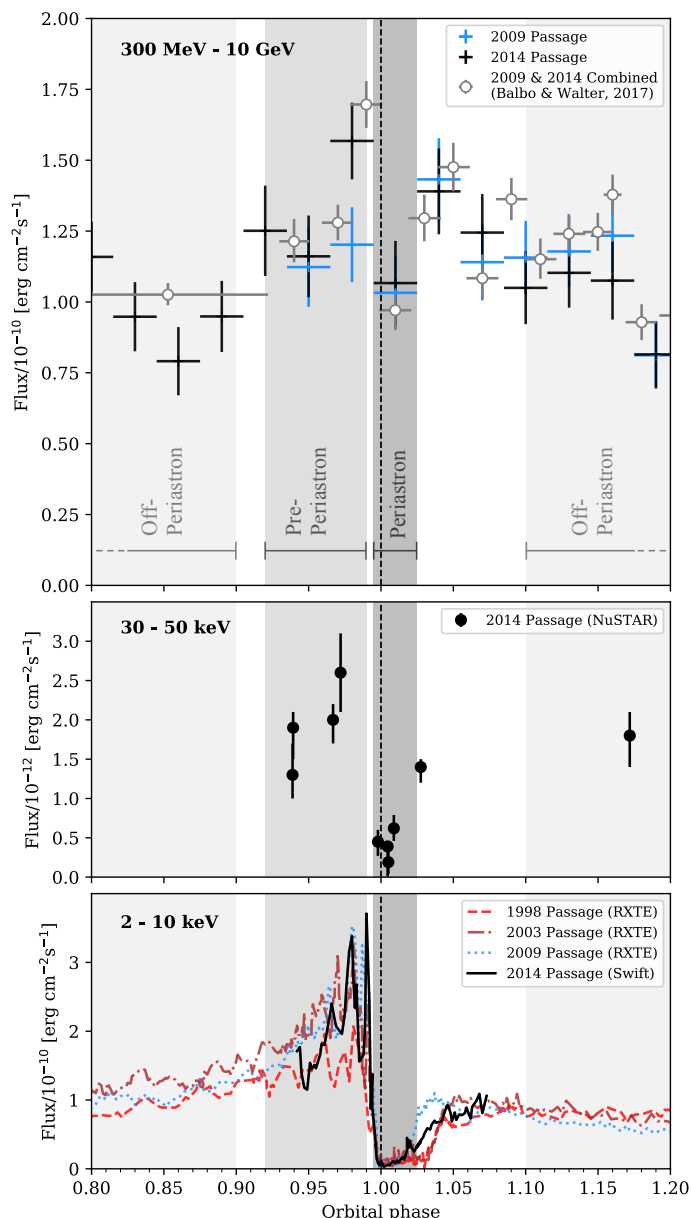 300 MeV - 10 GeV
2009 Passage
2014 Passage
2009 & 2014 Combined
(Balbo & Walter, 2017)
Flux/10⁻¹⁰ [erg cm⁻²s⁻¹]
2.00
1.75
1.50
1.25
1.00
0.75
0.50
0.25
0.00
Off-
Periastron
Pre-
Periastron
Periastron
Off-
Periastron
30 - 50 keV
2014 Passage (NuSTAR)
Flux/10⁻¹² [erg cm⁻²s⁻¹]
3.0
2.5
2.0
1.5
1.0
0.5
0.0
2 - 10 keV
1998 Passage (RXTE)
2003 Passage (RXTE)
2009 Passage (RXTE)
2014 Passage (Swift)
Flux/10⁻¹⁰ [erg cm⁻²s⁻¹]
3
2
1
0
0.80 0.85 0.90 0.95 1.00 1.05 1.10 1.15 1.20
Orbital phase